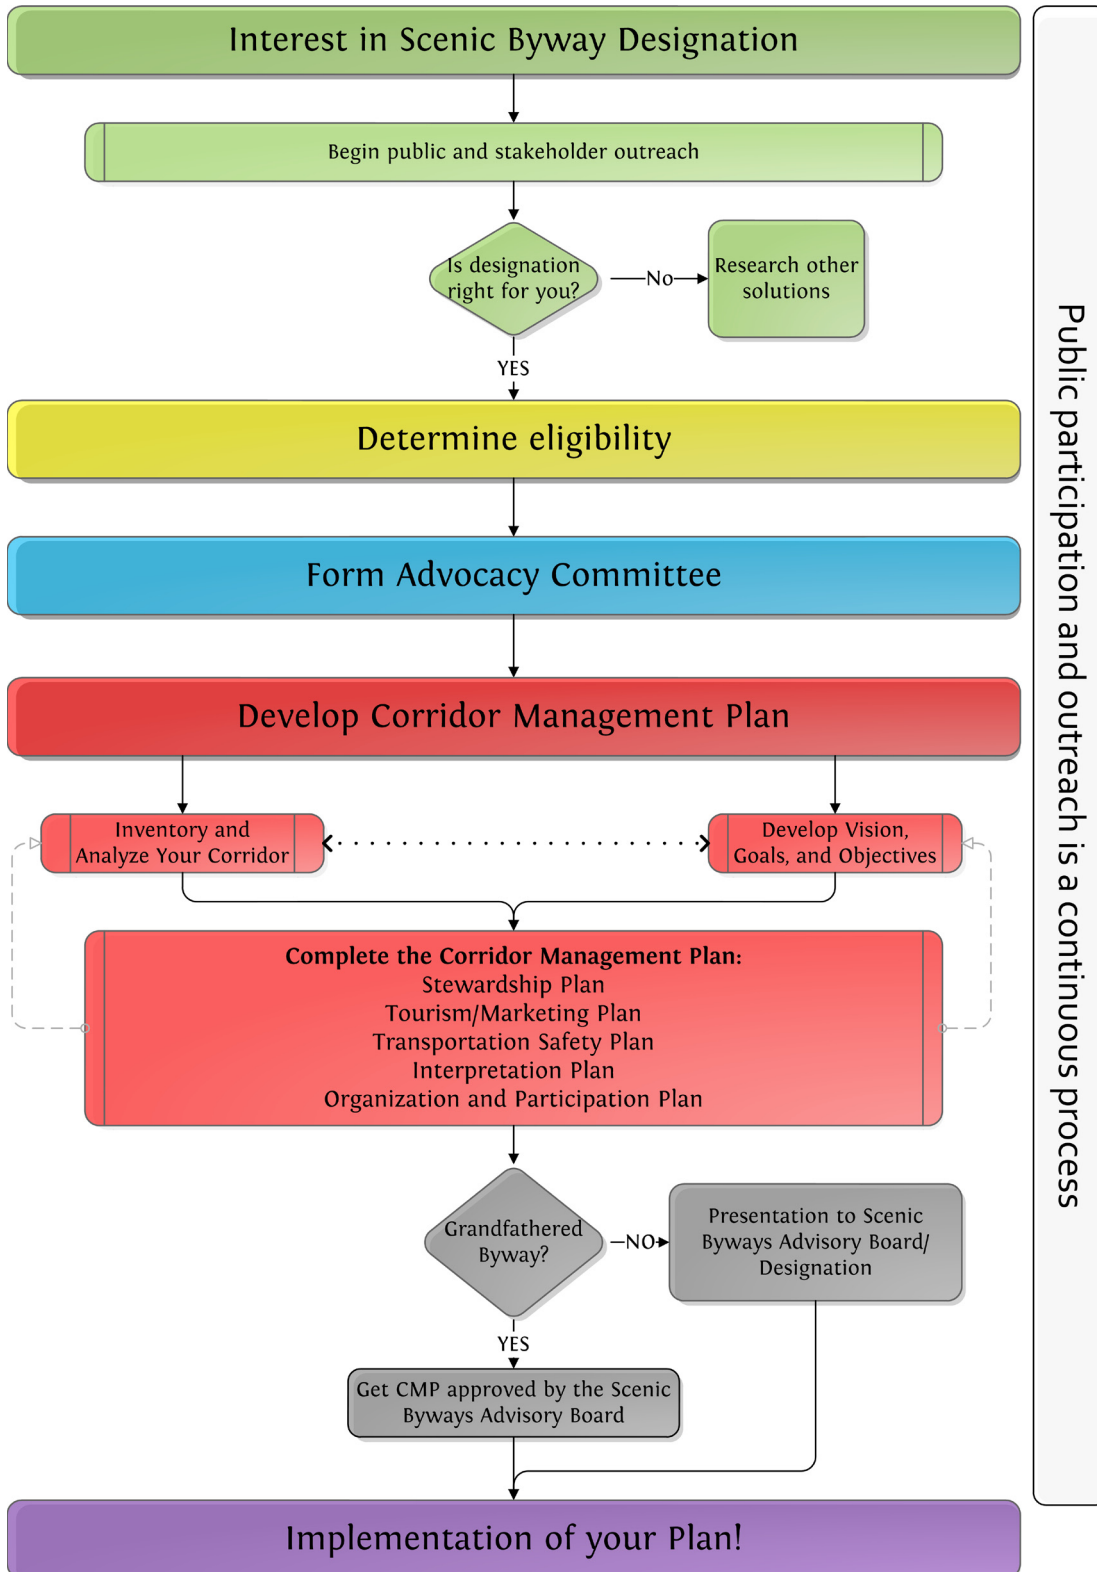 Interest in Scenic Byway Designation
Begin public and stakeholder outreach
Is designation
right for you?
No
Research other
solutions
YES
Determine eligibility
Form Advocacy Committee
Develop Corridor Management Plan
Inventory and
Analyze Your Corridor
Develop Vision,
Goals, and Objectives
Complete the Corridor Management Plan:
Stewardship Plan
Tourism/Marketing Plan
Transportation Safety Plan
Interpretation Plan
Organization and Participation Plan
Grandfathered
Byway?
NO
Presentation to Scenic
Byways Advisory Board/
Designation
YES
Get CMP approved by the Scenic
Byways Advisory Board
Implementation of your Plan!
Public participation and outreach is a continuous process